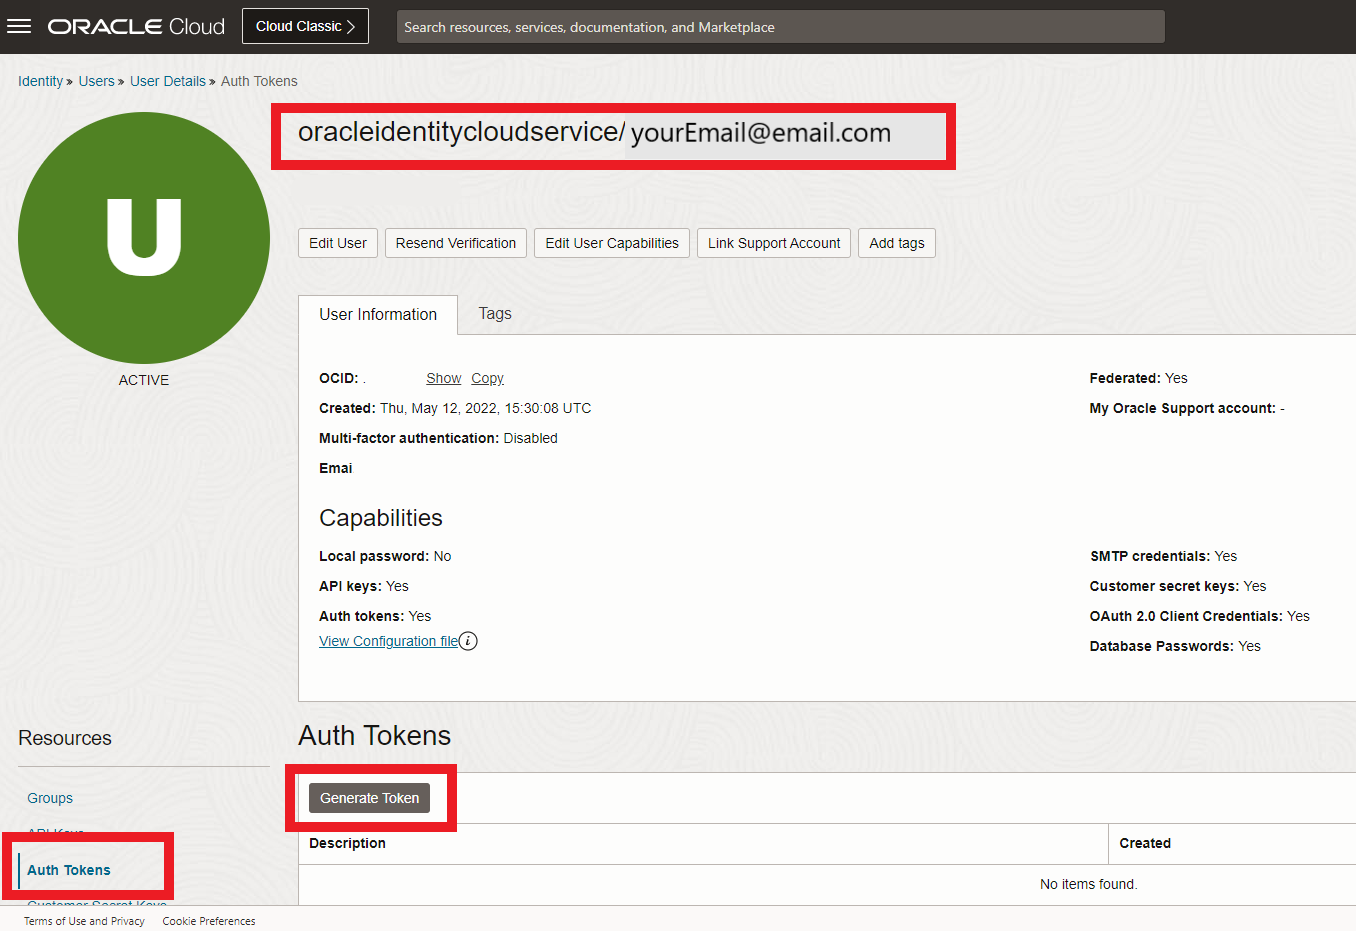 ORACLE Cloud
Cloud Classic
Search resources, services, documentation, and Marketplace
Identity » Users » User Details » Auth Tokens
oracleidentitycloudservice/ yourEmail@email.com
U
ACTIVE
Edit User
Resend Verification
Edit User Capabilities
Link Support Account
Add tags
User Information
Tags
OCID: . Show Copy
Federated: Yes
Created: Thu, May 12, 2022, 15:30:08 UTC
My Oracle Support account: -
Multi-factor authentication: Disabled
Emai
Capabilities
Local password: No
SMTP credentials: Yes
API keys: Yes
Customer secret keys: Yes
Auth tokens: Yes
OAuth 2.0 Client Credentials: Yes
View Configuration file i
Database Passwords: Yes
Resources
Groups
API Keys
Auth Tokens
Customer Secret Keys
Auth Tokens
Generate Token
Description
Created
No items found.
Terms of Use and Privacy
Cookie Preferences